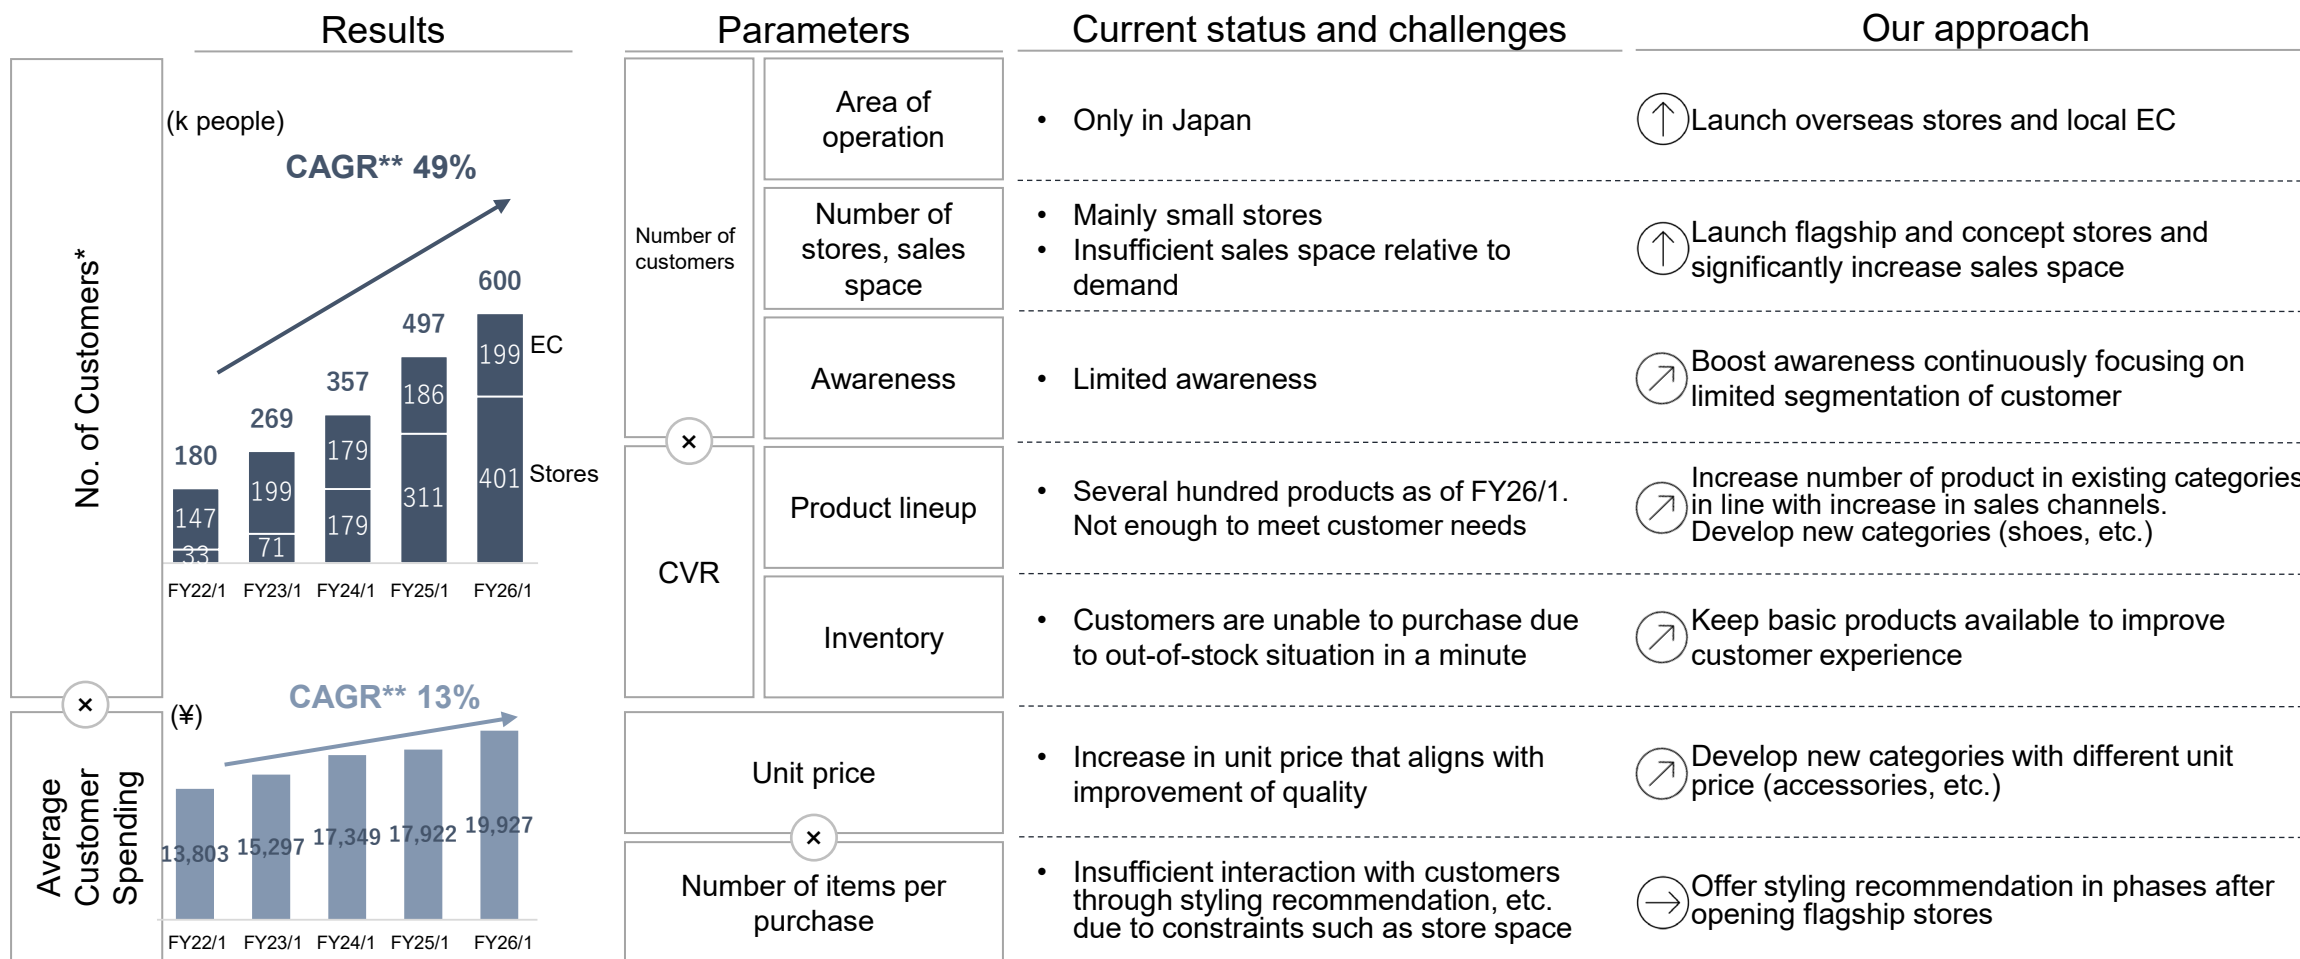 Results
Parameters
Current status and challenges
Our approach
No. of Customers*
(k people)
CAGR** 49%
180
269
357
497
600
147
199
179
186
199
EC
33
71
179
311
401
Stores
FY22/1
FY23/1
FY24/1
FY25/1
FY26/1
×
Average
Customer
Spending
(¥)
CAGR** 13%
13,803
15,297
17,349
17,922
19,927
FY22/1
FY23/1
FY24/1
FY25/1
FY26/1
Number of
customers
×
CVR
Area of
operation
• Only in Japan
Launch overseas stores and local EC
Number of
stores, sales
space
• Mainly small stores
• Insufficient sales space relative to
demand
Launch flagship and concept stores and
significantly increase sales space
Awareness
• Limited awareness
Boost awareness continuously focusing on
limited segmentation of customer
Product lineup
• Several hundred products as of FY26/1.
Not enough to meet customer needs
Increase number of product in existing categories
in line with increase in sales channels.
Develop new categories (shoes, etc.)
Inventory
• Customers are unable to purchase due
to out-of-stock situation in a minute
Keep basic products available to improve
customer experience
Unit price
• Increase in unit price that aligns with
improvement of quality
Develop new categories with different unit
price (accessories, etc.)
×
Number of items per
purchase
• Insufficient interaction with customers
through styling recommendation, etc.
due to constraints such as store space
Offer styling recommendation in phases after
opening flagship stores